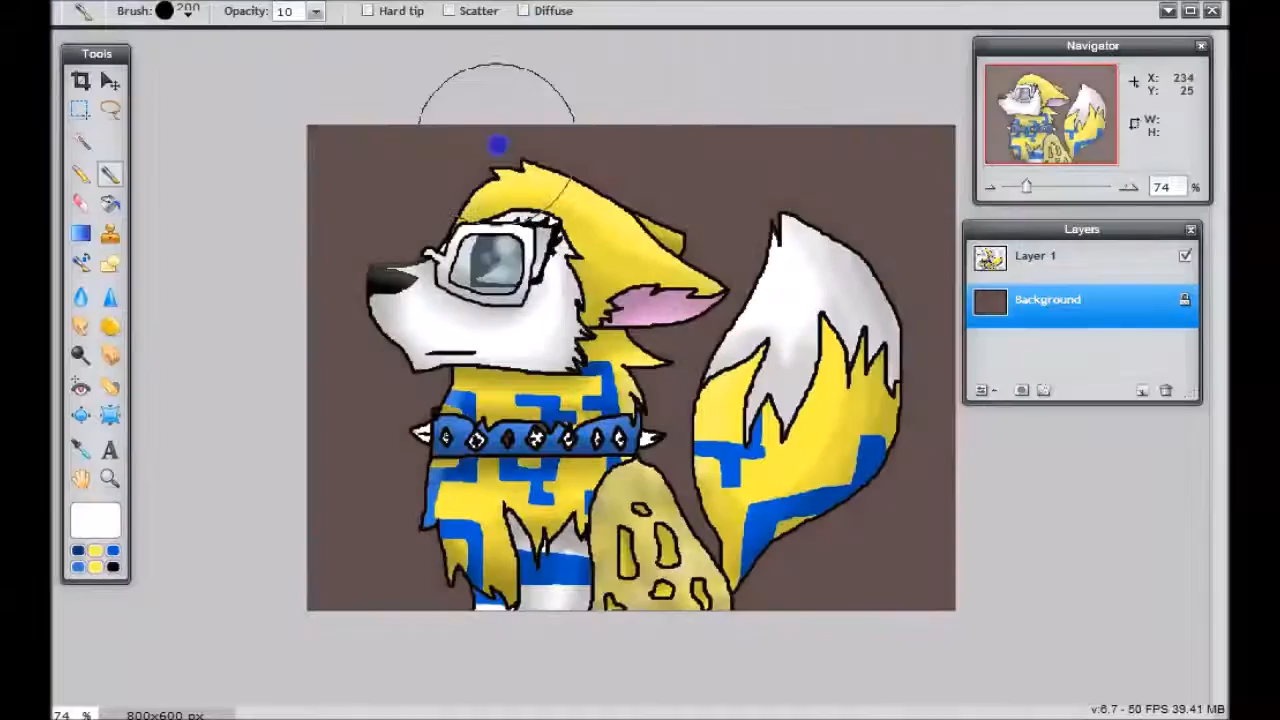 Brush: 200 Opacity: 10 Hard tip Scatter Diffuse
Tools
Navigator
X: 234
Y: 25
W:
H:
74 %
Layers
Layer 1
Background
A
74 % 800x600 px
v:6.7 - 50 FPS 39.41 MB